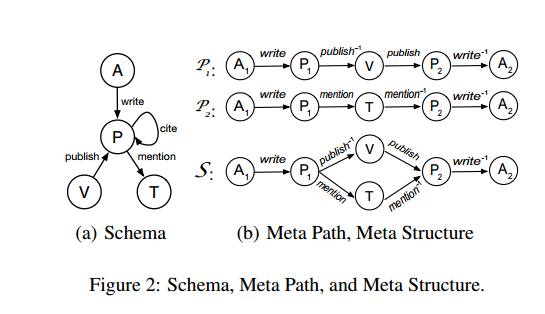 A
write
P
cite
publish
mention
V
T
(a) Schema
𝒫₁: A₁ write P₁ publish⁻¹ V publish P₂ write⁻¹ A₂
𝒫₂: A₁ write P₁ mention T mention⁻¹ P₂ write⁻¹ A₂
𝒮: A₁ write P₁ publish⁻¹ V publish P₂ write⁻¹ A₂
mention T mention⁻¹
(b) Meta Path, Meta Structure
Figure 2: Schema, Meta Path, and Meta Structure.